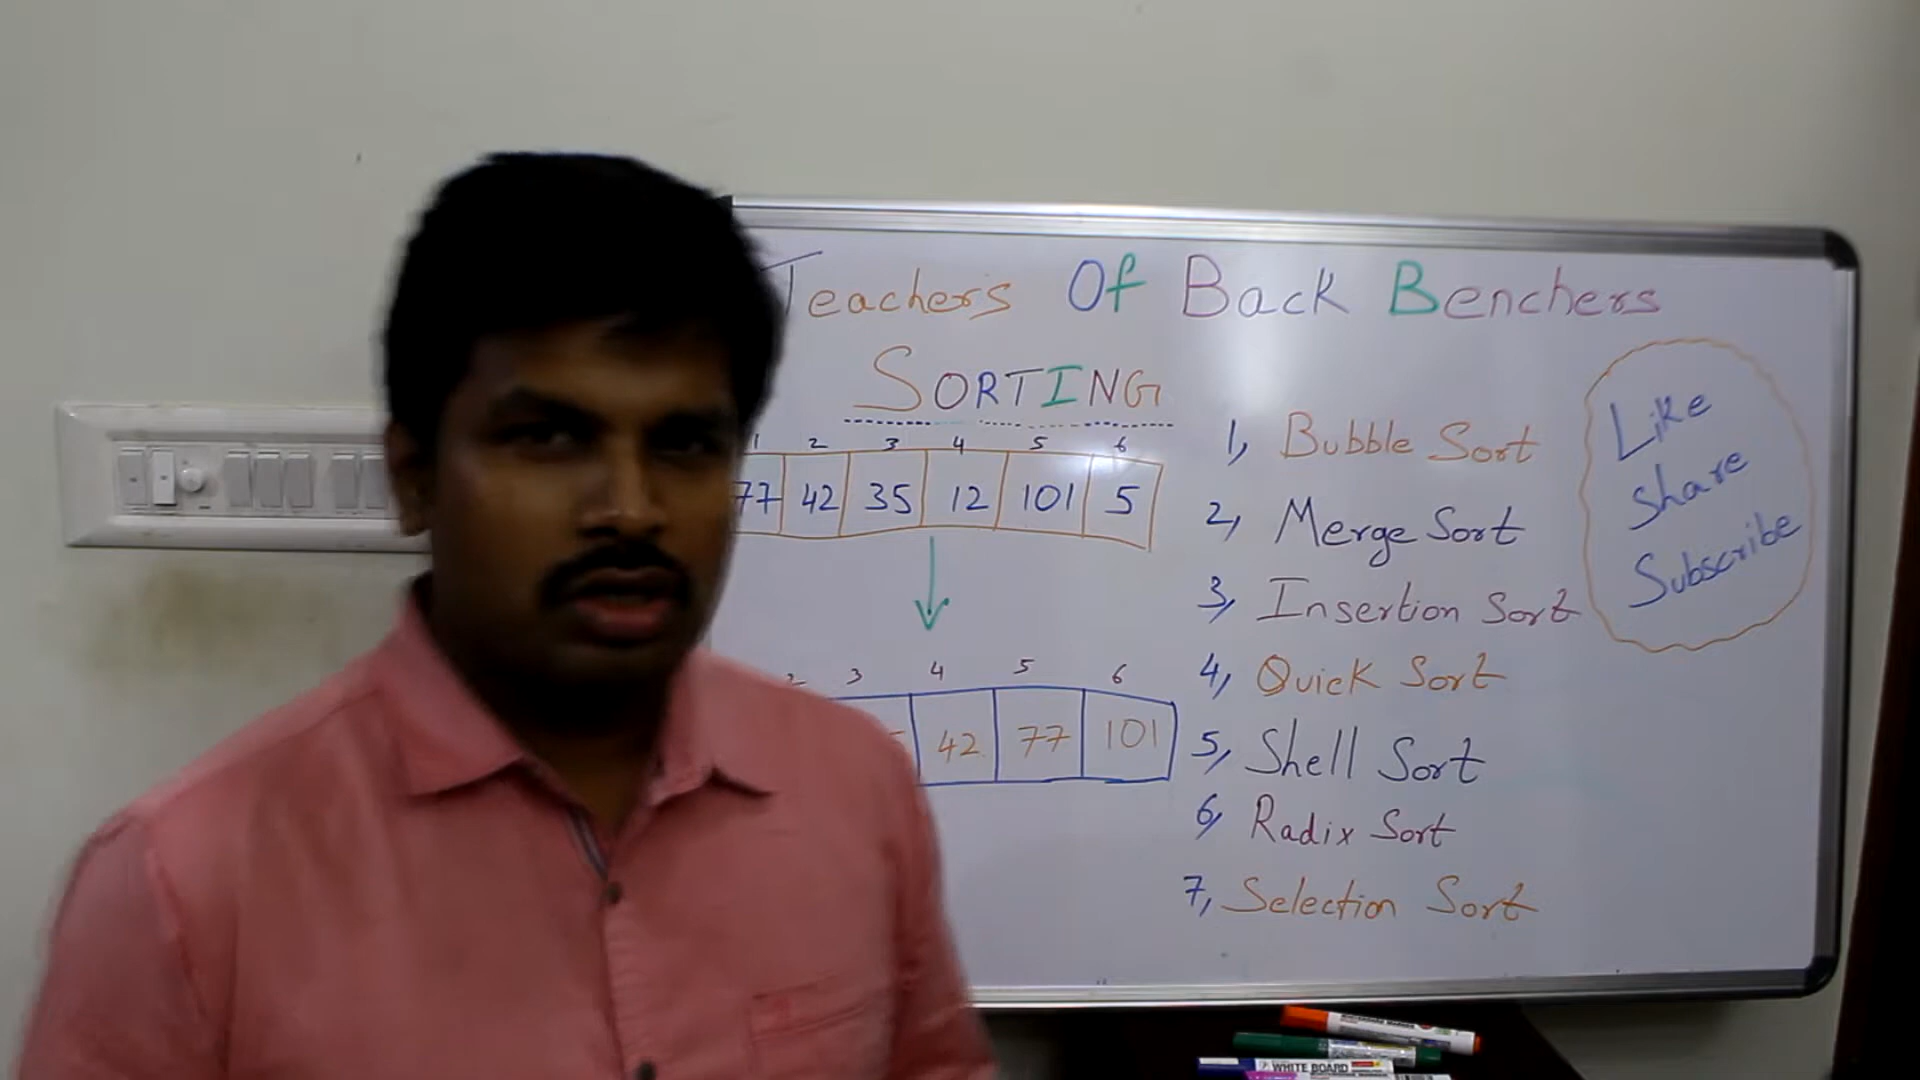 Teachers Of Back Benchers
SORTING
1 2 3 4 5 6
77 42 35 12 101 5
2 3 4 5 6
42 77 101
1, Bubble Sort
2, Merge Sort
3, Insertion Sort
4, Quick Sort
5, Shell Sort
6, Radix Sort
7, Selection Sort
Like
Share
Subscribe
WHITE BOARD